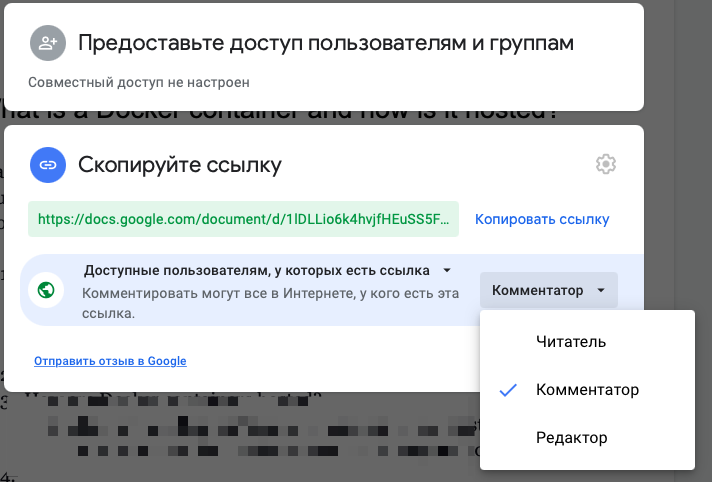 Предоставьте доступ пользователям и группам
Совместный доступ не настроен
hat is a Docker container and how is it hosted?
Скопируйте ссылку
https://docs.google.com/document/d/1lDLLio6k4hvjfHEuSS5F...
Копировать ссылку
Доступные пользователям, у которых есть ссылка
Комментировать могут все в Интернете, у кого есть эта
ссылка.
Комментатор
Отправить отзыв в Google
Читатель
Комментатор
Редактор
3
4.